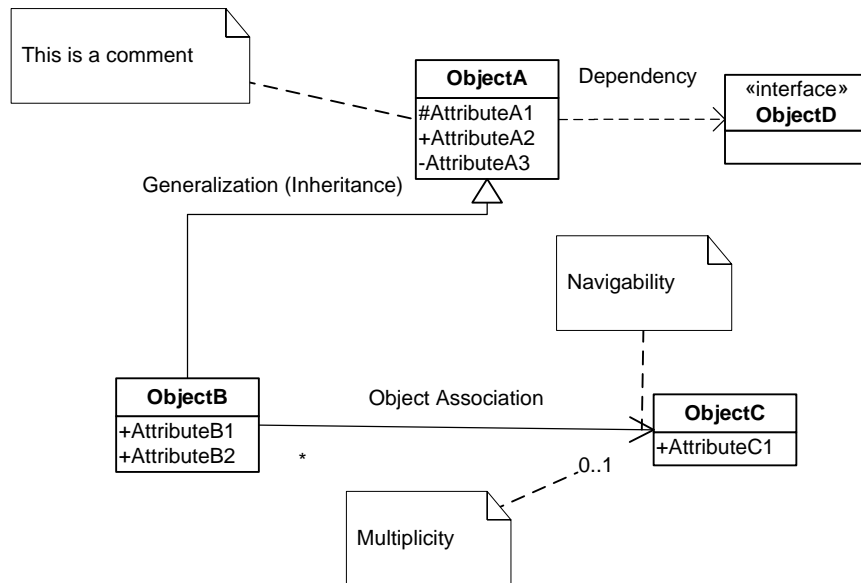 This is a comment
ObjectA
#AttributeA1
+AttributeA2
-AttributeA3
Dependency
«interface»
ObjectD
Generalization (Inheritance)
Navigability
ObjectB
+AttributeB1
+AttributeB2
Object Association
*
0..1
ObjectC
+AttributeC1
Multiplicity